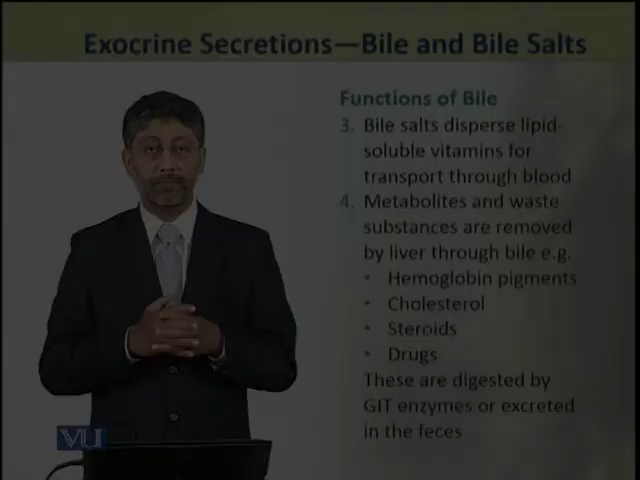 Exocrine Secretions—Bile and Bile Salts
Functions of Bile
3. Bile salts disperse lipid-
soluble vitamins for
transport through blood
4. Metabolites and waste
substances are removed
by liver through bile e.g.
• Hemoglobin pigments
• Cholesterol
• Steroids
• Drugs
These are digested by
GIT enzymes or excreted
in the feces
VU